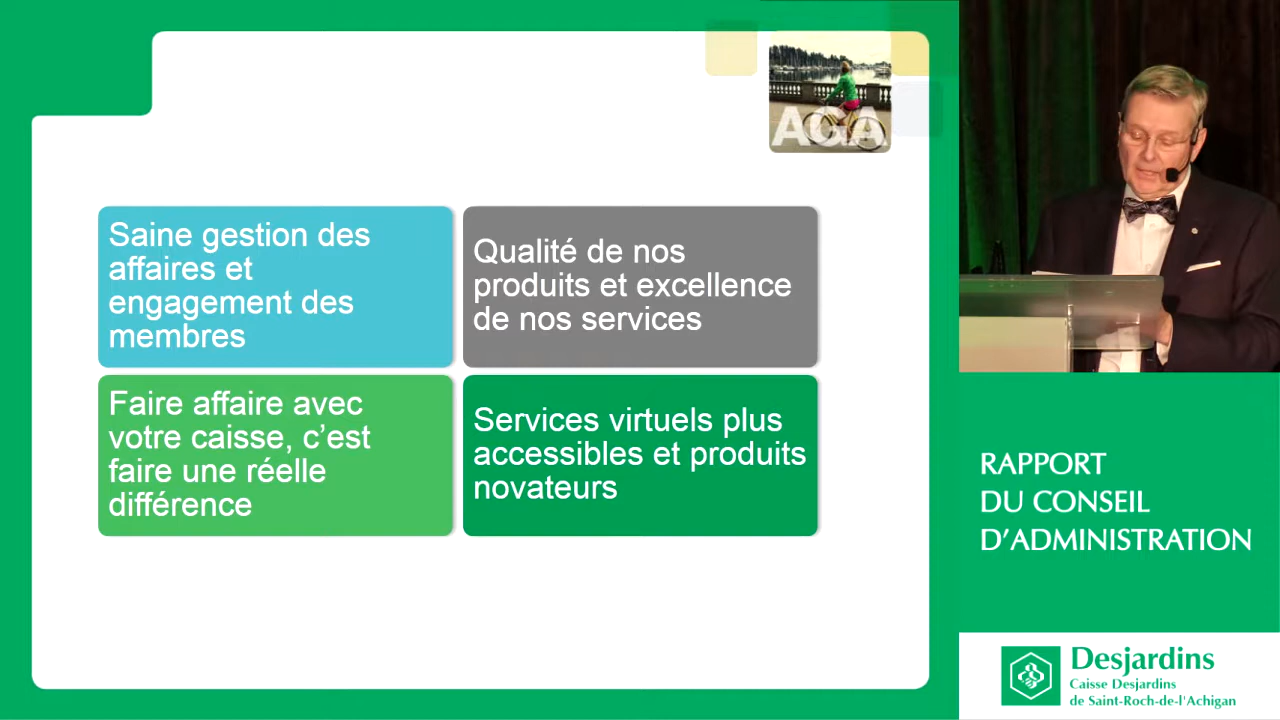 AGA
Saine gestion des
affaires et
engagement des
membres
Qualité de nos
produits et excellence
de nos services
Faire affaire avec
votre caisse, c’est
faire une réelle
différence
Services virtuels plus
accessibles et produits
novateurs
RAPPORT
DU CONSEIL
D’ADMINISTRATION
Desjardins
Caisse Desjardins
de Saint-Roch-de-l'Achigan